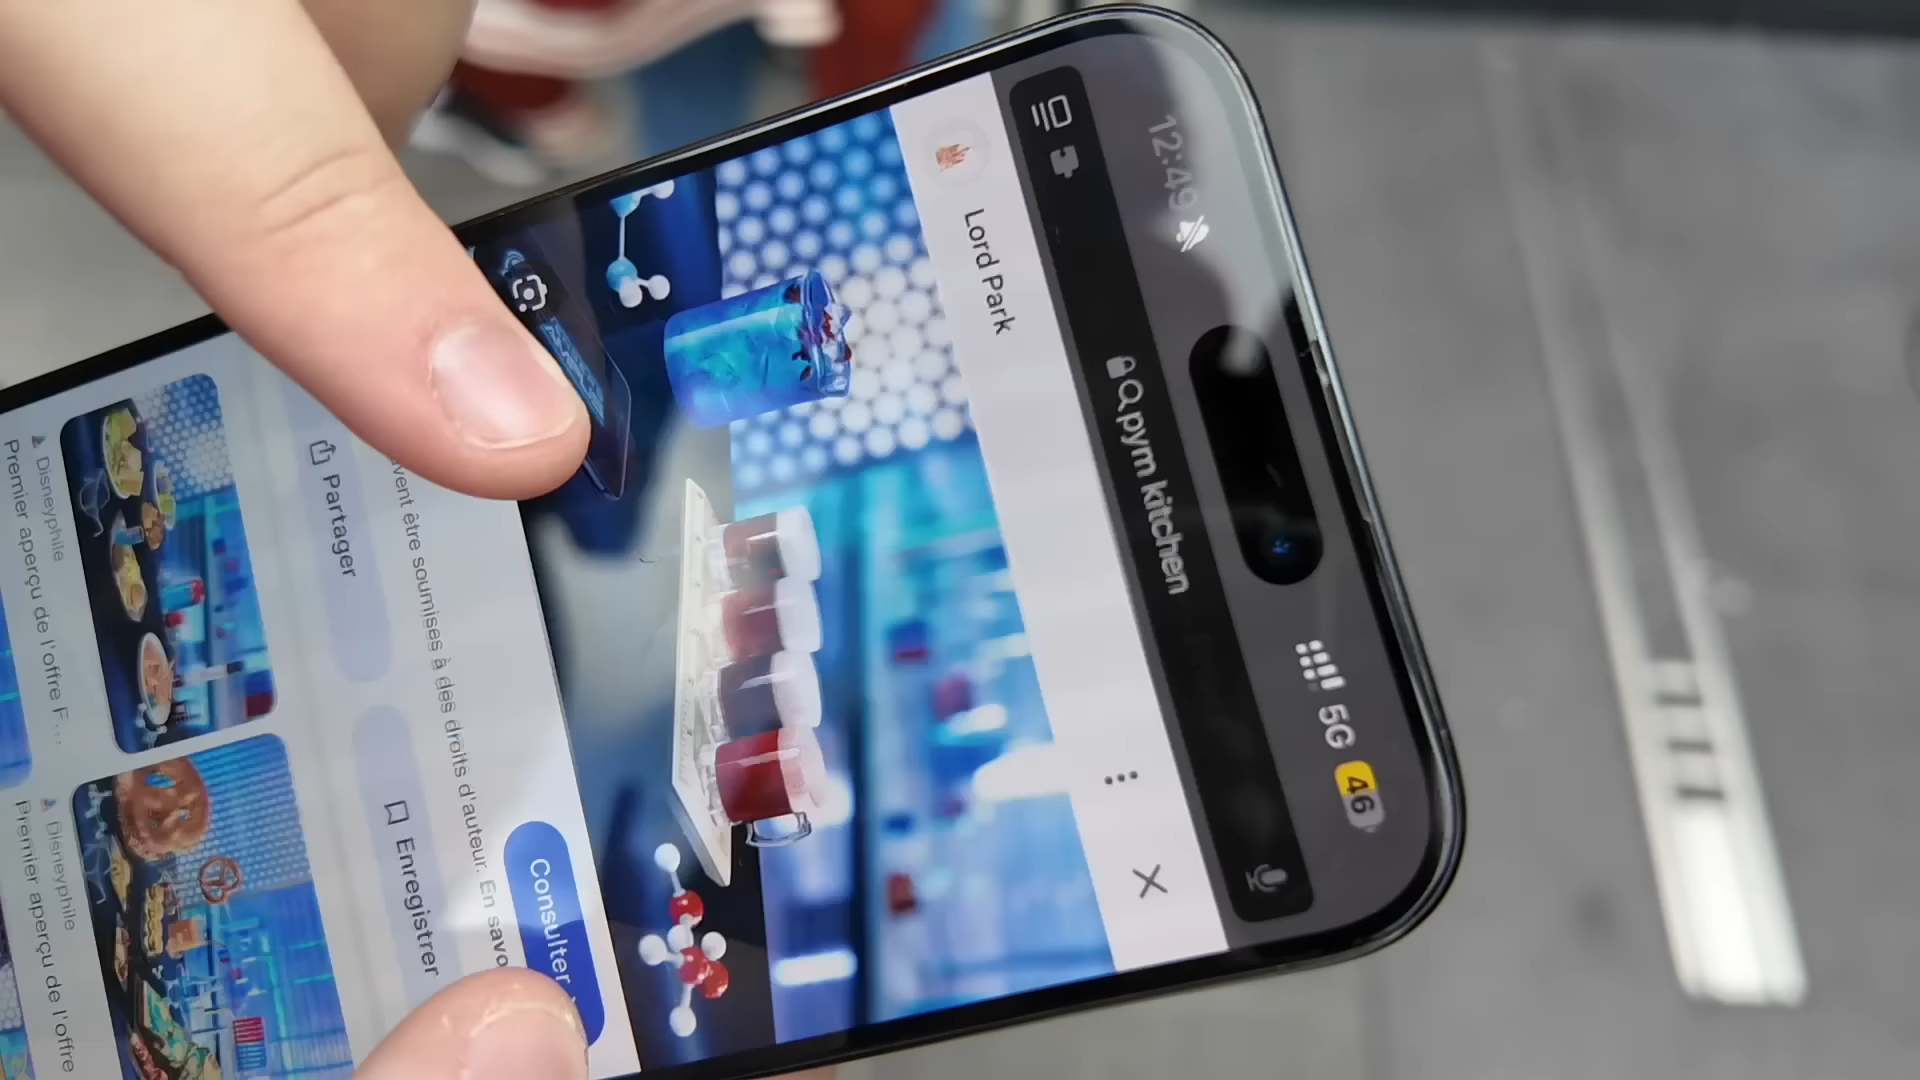 12:49
5G 46
pym kitchen
Lord Park
Consulter
vent être soumises à des droits d'auteur. En savo
Partager
Enregistrer
Disneyphile
Premier aperçu de l'offre F...
Disneyphile
Premier aperçu de l'offre